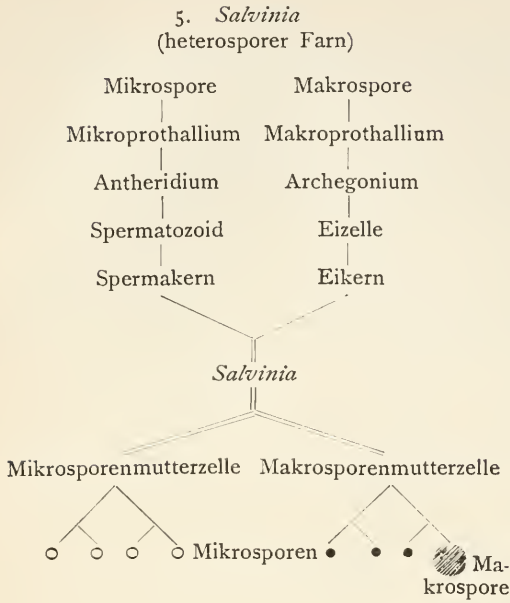 5. Salvinia
(heterosporer Farn)
Mikrospore Makrospore
Mikroprothallium Makroprothallium
Antheridium Archegonium
Spermatozoid Eizelle
Spermakern Eikern
Salvinia
Mikrosporenmutterzelle Makrosporenmutterzelle
Mikrosporen Ma-
krospore